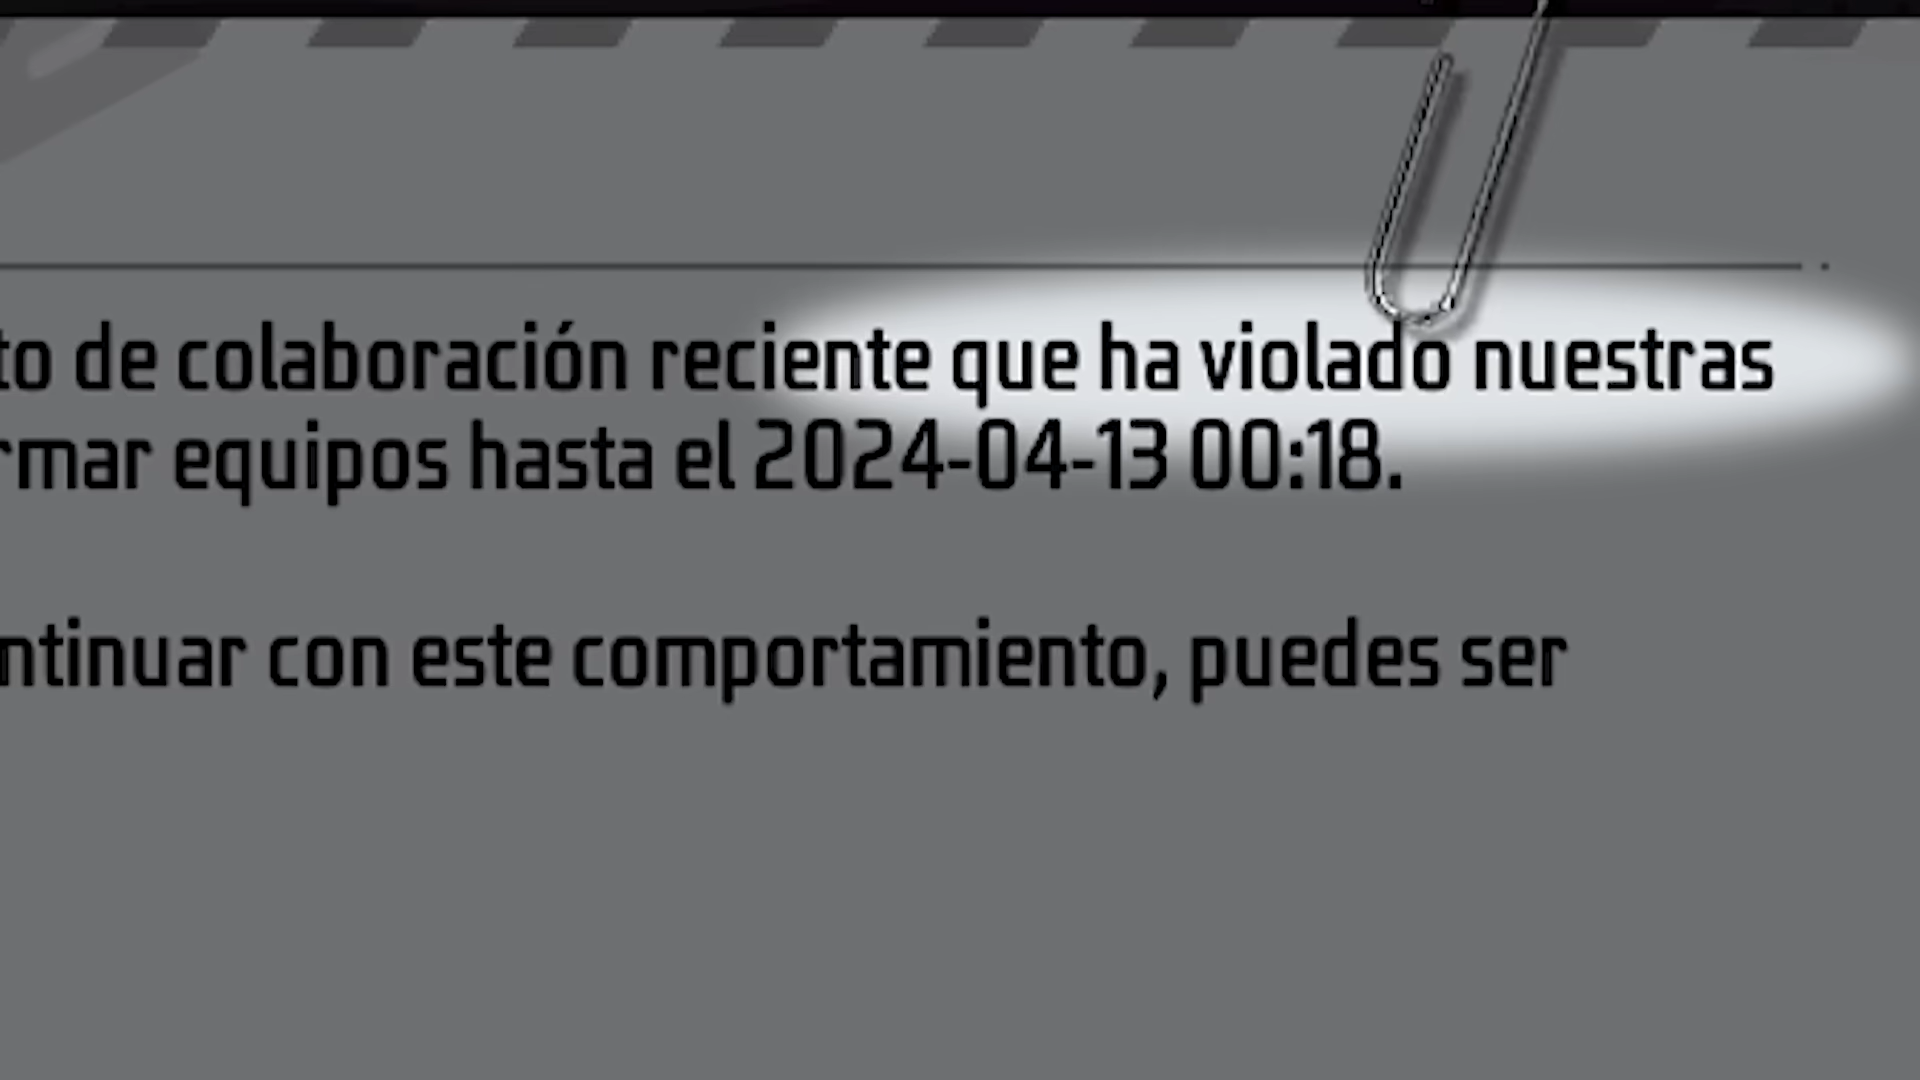 to de colaboración reciente que ha violado nuestras
rmar equipos hasta el 2024-04-13 00:18.
ntinuar con este comportamiento, puedes ser